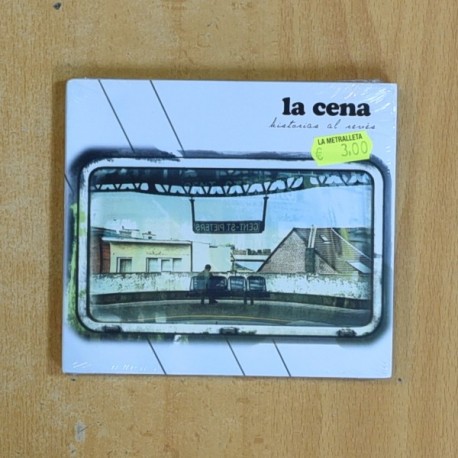 la cena
historias al revés
LA METRALLETA
€ 3,00
GENT-ST-PIETERS